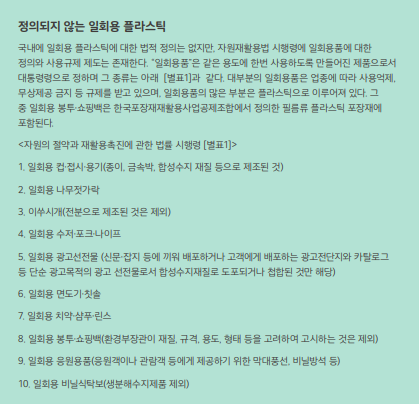 정의되지 않는 일회용 플라스틱
국내에 일회용 플라스틱에 대한 법적 정의는 없지만, 자원재활용법 시행령에 일회용품에 대한
정의와 사용규제 제도는 존재한다. “일회용품”은 같은 용도에 한번 사용하도록 만들어진 제품으로서
대통령령으로 정하며 그 종류는 아래 [별표1]과 같다. 대부분의 일회용품은 업종에 따라 사용억제,
무상제공 금지 등 규제를 받고 있으며, 일회용품의 많은 부분은 플라스틱으로 이루어져 있다. 그
중 일회용 봉투·쇼핑백은 한국포장재재활용사업공제조합에서 정의한 필름류 플라스틱 포장재에
포함된다.
<자원의 절약과 재활용촉진에 관한 법률 시행령 [별표1]>
1. 일회용 컵·접시·용기(종이, 금속박, 합성수지 재질 등으로 제조된 것)
2. 일회용 나무젓가락
3. 이쑤시개(전분으로 제조된 것은 제외)
4. 일회용 수저·포크·나이프
5. 일회용 광고선전물 (신문·잡지 등에 끼워 배포하거나 고객에게 배포하는 광고전단지와 카탈로그
등 단순 광고목적의 광고 선전물로서 합성수지재질로 도포되거나 첩합된 것만 해당)
6. 일회용 면도기·칫솔
7. 일회용 치약·샴푸·린스
8. 일회용 봉투·쇼핑백(환경부장관이 재질, 규격, 용도, 형태 등을 고려하여 고시하는 것은 제외)
9. 일회용 응원용품(응원객이나 관람객 등에게 제공하기 위한 막대풍선, 비닐방석 등)
10. 일회용 비닐식탁보(생분해수지제품 제외)